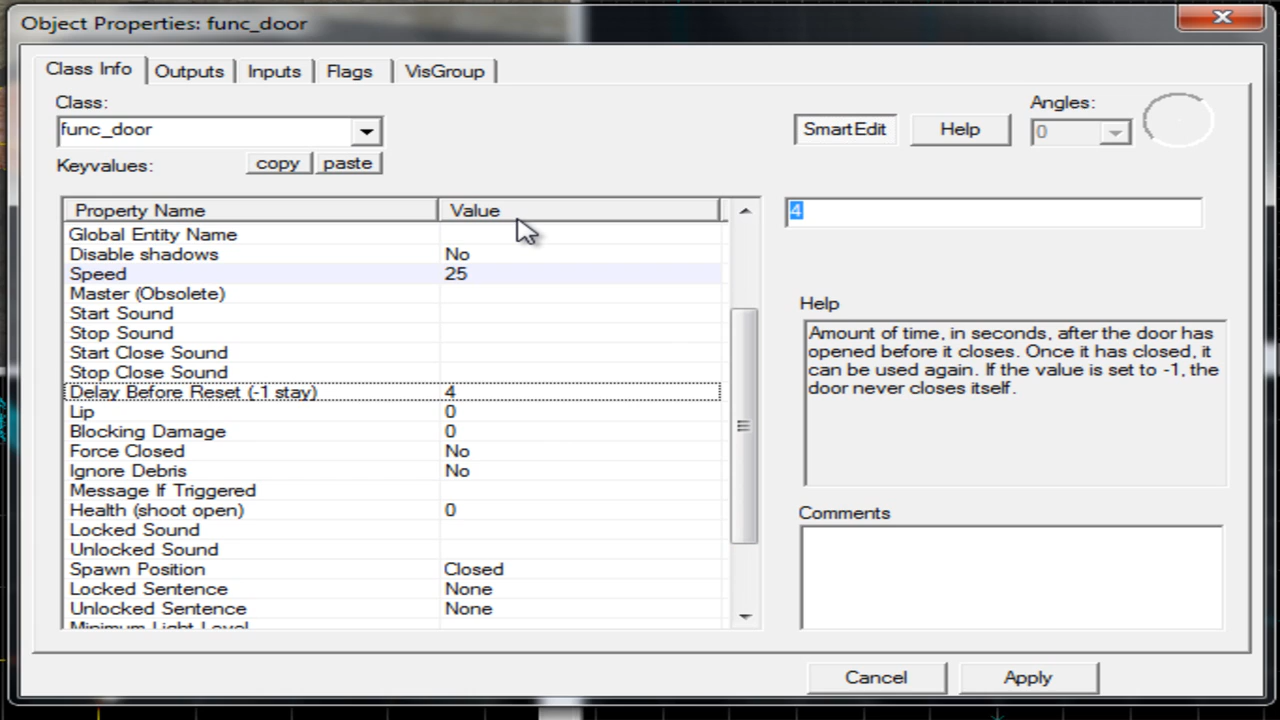 Object Properties: func_door
Class Info Outputs Inputs Flags VisGroup
Class:
func_door
Keyvalues: copy paste
SmartEdit Help
Angles:
0
Property Name Value
Global Entity Name
Disable shadows No
Speed 25
Master (Obsolete)
Start Sound
Stop Sound
Start Close Sound
Stop Close Sound
Delay Before Reset (-1 stay) 4
Lip 0
Blocking Damage 0
Force Closed No
Ignore Debris No
Message If Triggered
Health (shoot open) 0
Locked Sound
Unlocked Sound
Spawn Position Closed
Locked Sentence None
Unlocked Sentence None
Minimum Light Level
4
Help
Amount of time, in seconds, after the door has
opened before it closes. Once it has closed, it
can be used again. If the value is set to -1, the
door never closes itself.
Comments
Cancel Apply